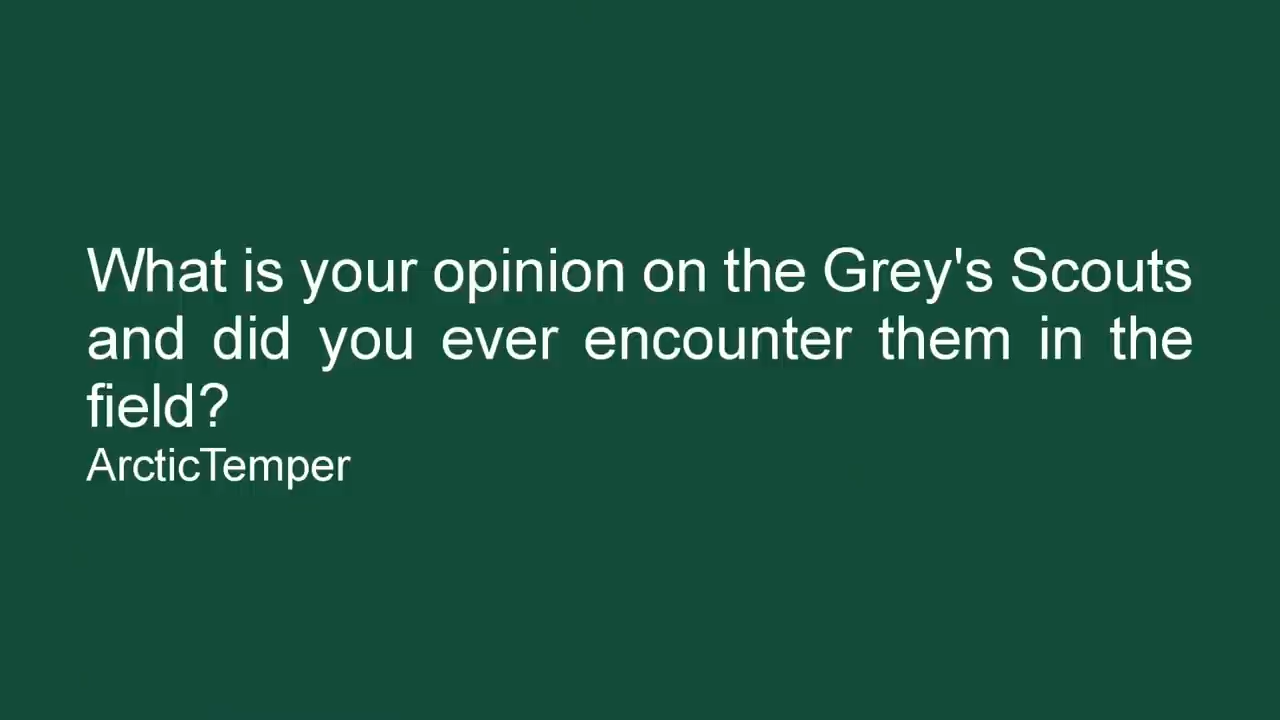 What is your opinion on the Grey's Scouts
and did you ever encounter them in the
field?
ArcticTemper